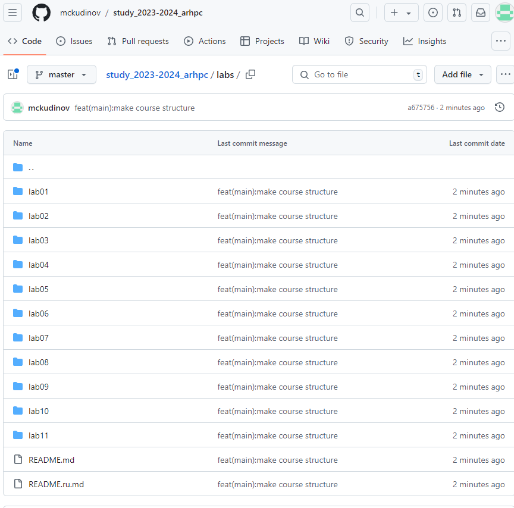 mckudinov / study_2023-2024_arhpc
Code Issues Pull requests Actions Projects Wiki Security Insights
master study_2023-2024_arhpc / labs / Go to file t Add file
mckudinov feat(main):make course structure a675756 · 2 minutes ago
Name Last commit message Last commit date
..
lab01 feat(main):make course structure 2 minutes ago
lab02 feat(main):make course structure 2 minutes ago
lab03 feat(main):make course structure 2 minutes ago
lab04 feat(main):make course structure 2 minutes ago
lab05 feat(main):make course structure 2 minutes ago
lab06 feat(main):make course structure 2 minutes ago
lab07 feat(main):make course structure 2 minutes ago
lab08 feat(main):make course structure 2 minutes ago
lab09 feat(main):make course structure 2 minutes ago
lab10 feat(main):make course structure 2 minutes ago
lab11 feat(main):make course structure 2 minutes ago
README.md feat(main):make course structure 2 minutes ago
README.ru.md feat(main):make course structure 2 minutes ago